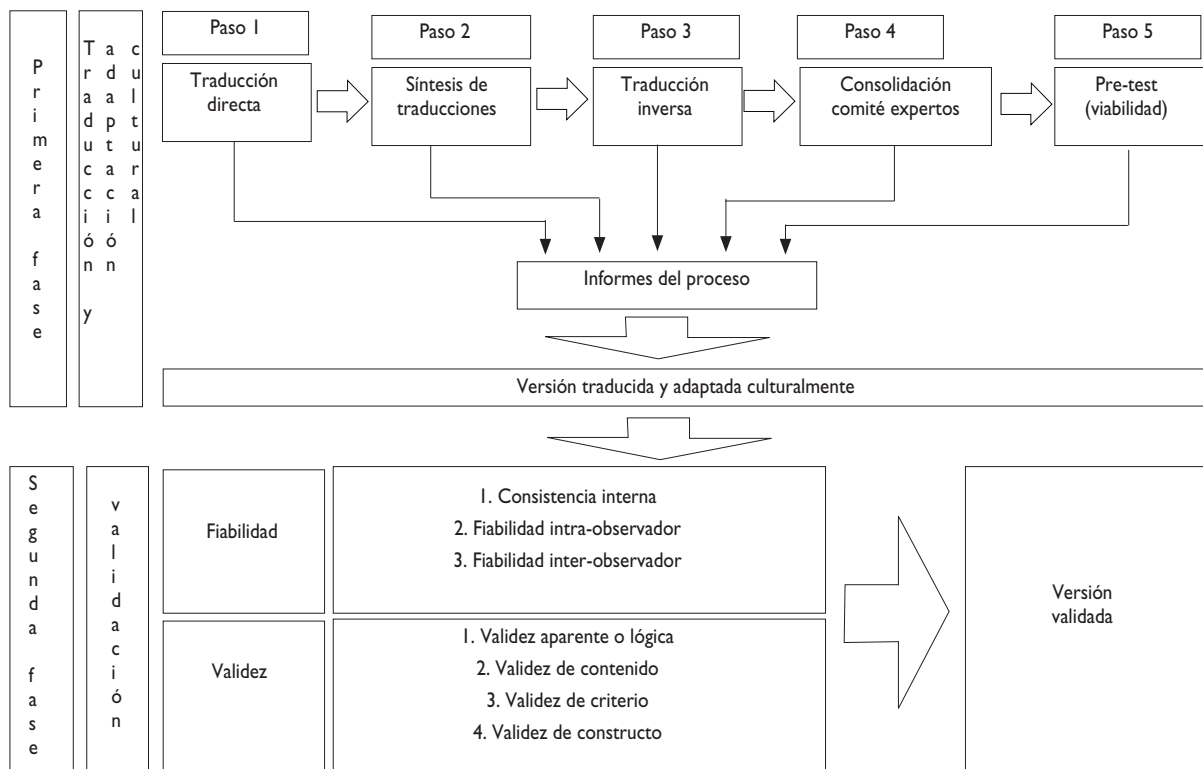 Primera fase
Traducción y
adaptación
cultural
Paso 1
Paso 2
Paso 3
Paso 4
Paso 5
Traducción
directa
Síntesis de
traducciones
Traducción
inversa
Consolidación
comité expertos
Pre-test
(viabilidad)
Informes del proceso
Versión traducida y adaptada culturalmente
Segunda fase
validación
Fiabilidad
1. Consistencia interna
2. Fiabilidad intra-observador
3. Fiabilidad inter-observador
Validez
1. Validez aparente o lógica
2. Validez de contenido
3. Validez de criterio
4. Validez de constructo
Versión
validada